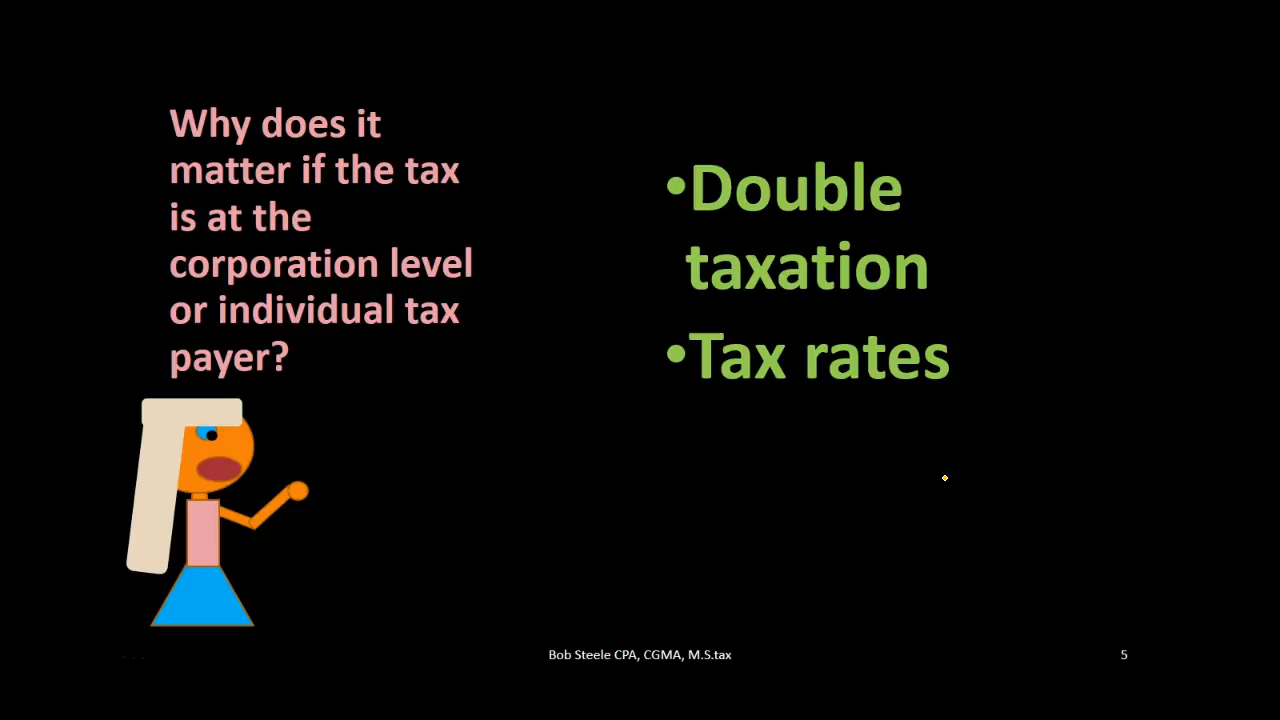 Why does it
matter if the tax
is at the
corporation level
or individual tax
payer?
•Double
taxation
•Tax rates
Bob Steele CPA, CGMA, M.S.tax
5